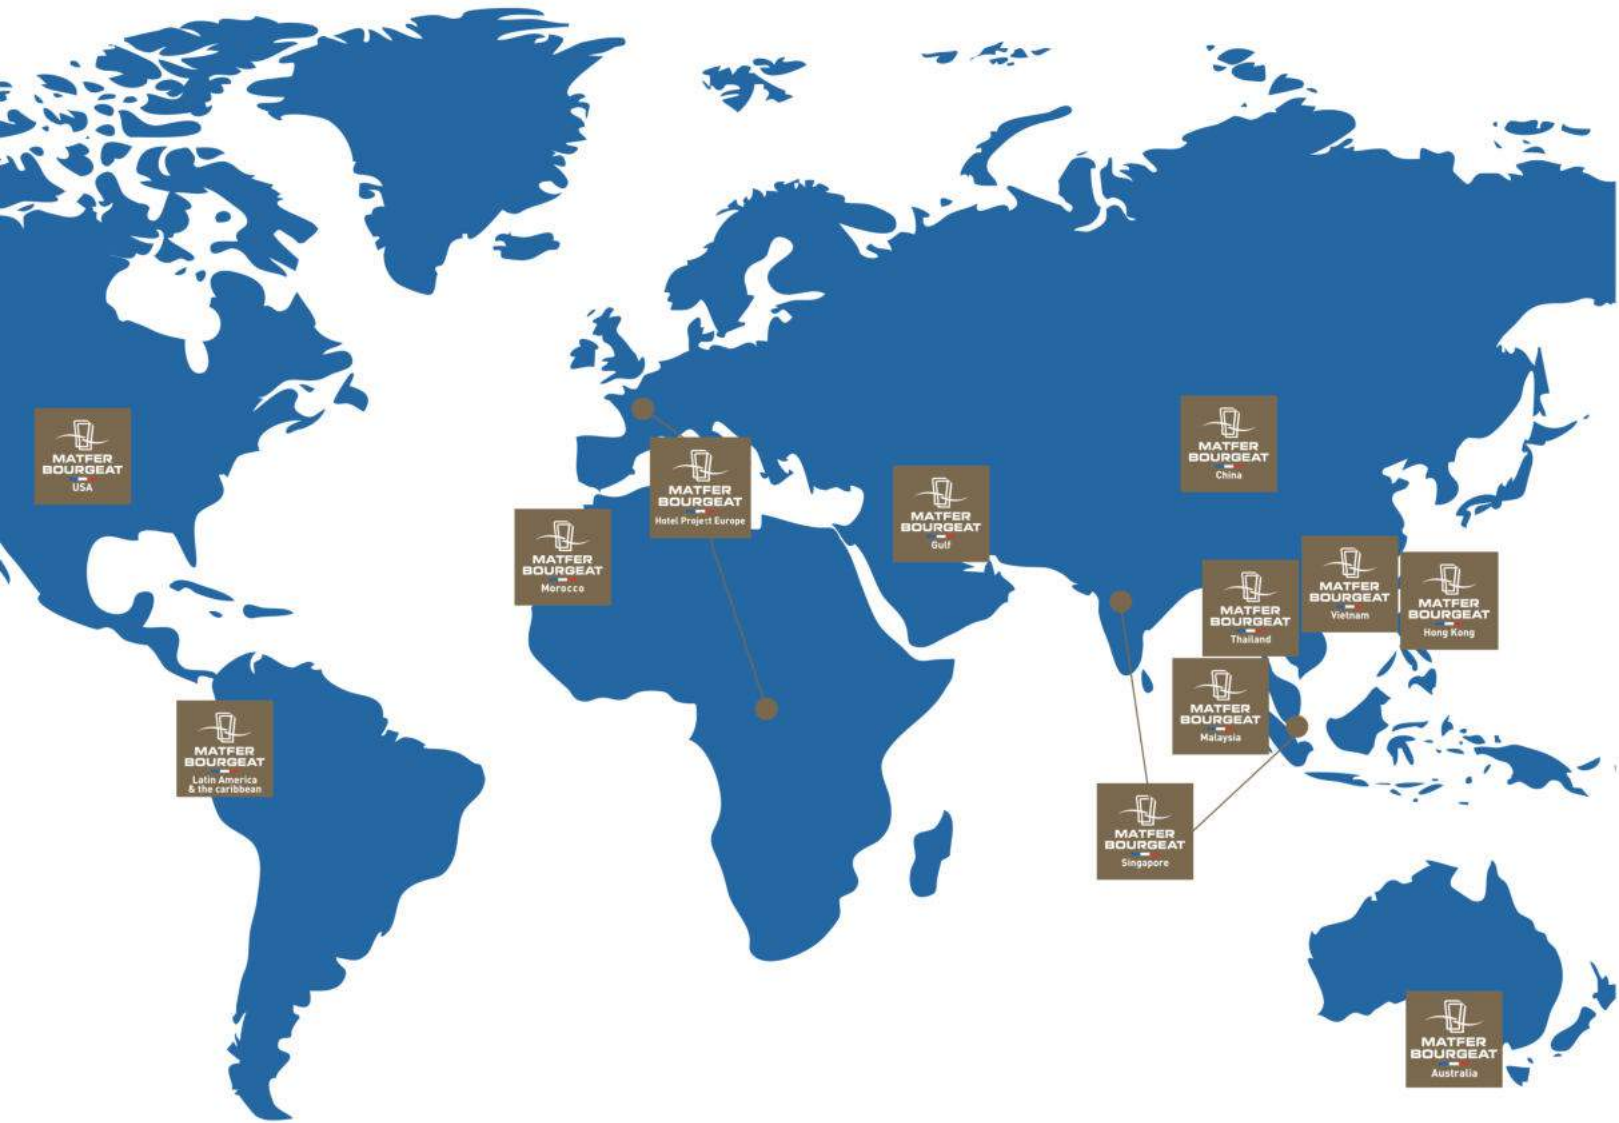 MATFER
BOURGEAT
USA
MATFER
BOURGEAT
Hotel Project Europe
MATFER
BOURGEAT
Morocco
MATFER
BOURGEAT
Gulf
MATFER
BOURGEAT
China
MATFER
BOURGEAT
Thailand
MATFER
BOURGEAT
Vietnam
MATFER
BOURGEAT
Hong Kong
MATFER
BOURGEAT
Malaysia
MATFER
BOURGEAT
Latin America
& the caribbean
MATFER
BOURGEAT
Singapore
MATFER
BOURGEAT
Australia